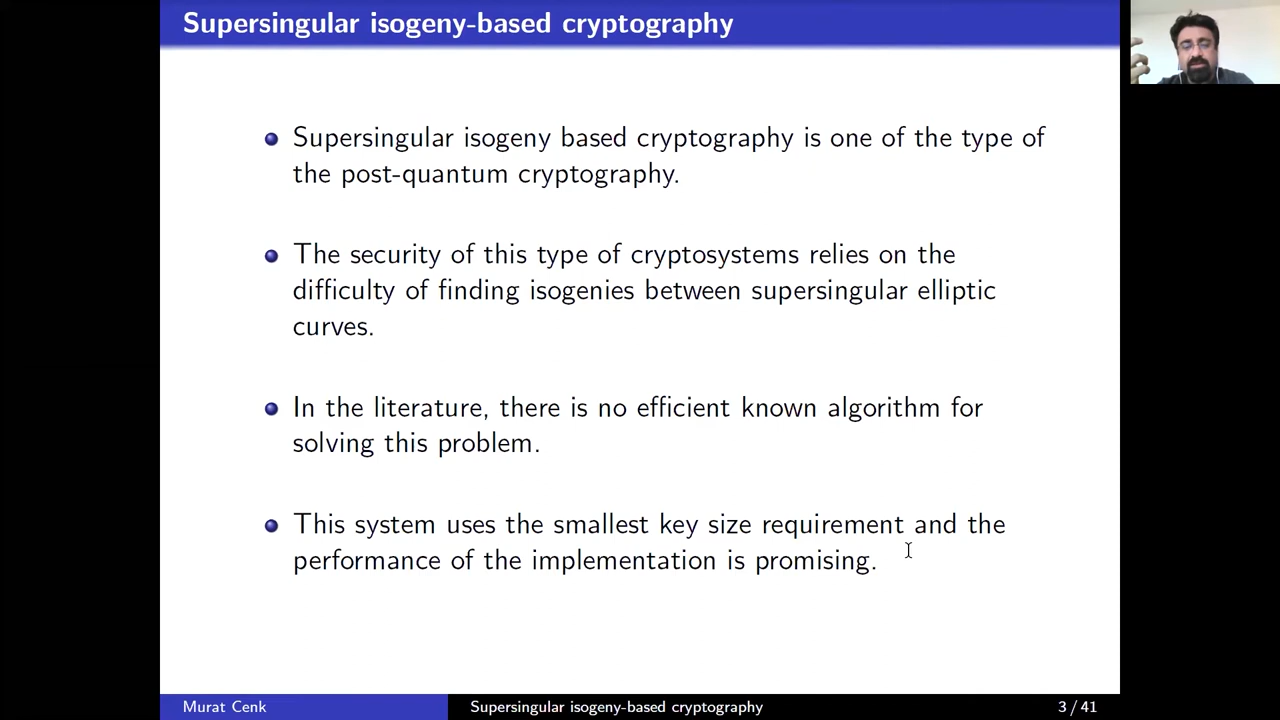 Supersingular isogeny-based cryptography
Supersingular isogeny based cryptography is one of the type of
the post-quantum cryptography.
The security of this type of cryptosystems relies on the
difficulty of finding isogenies between supersingular elliptic
curves.
In the literature, there is no efficient known algorithm for
solving this problem.
This system uses the smallest key size requirement and the
performance of the implementation is promising.
Murat Cenk
Supersingular isogeny-based cryptography
3 / 41